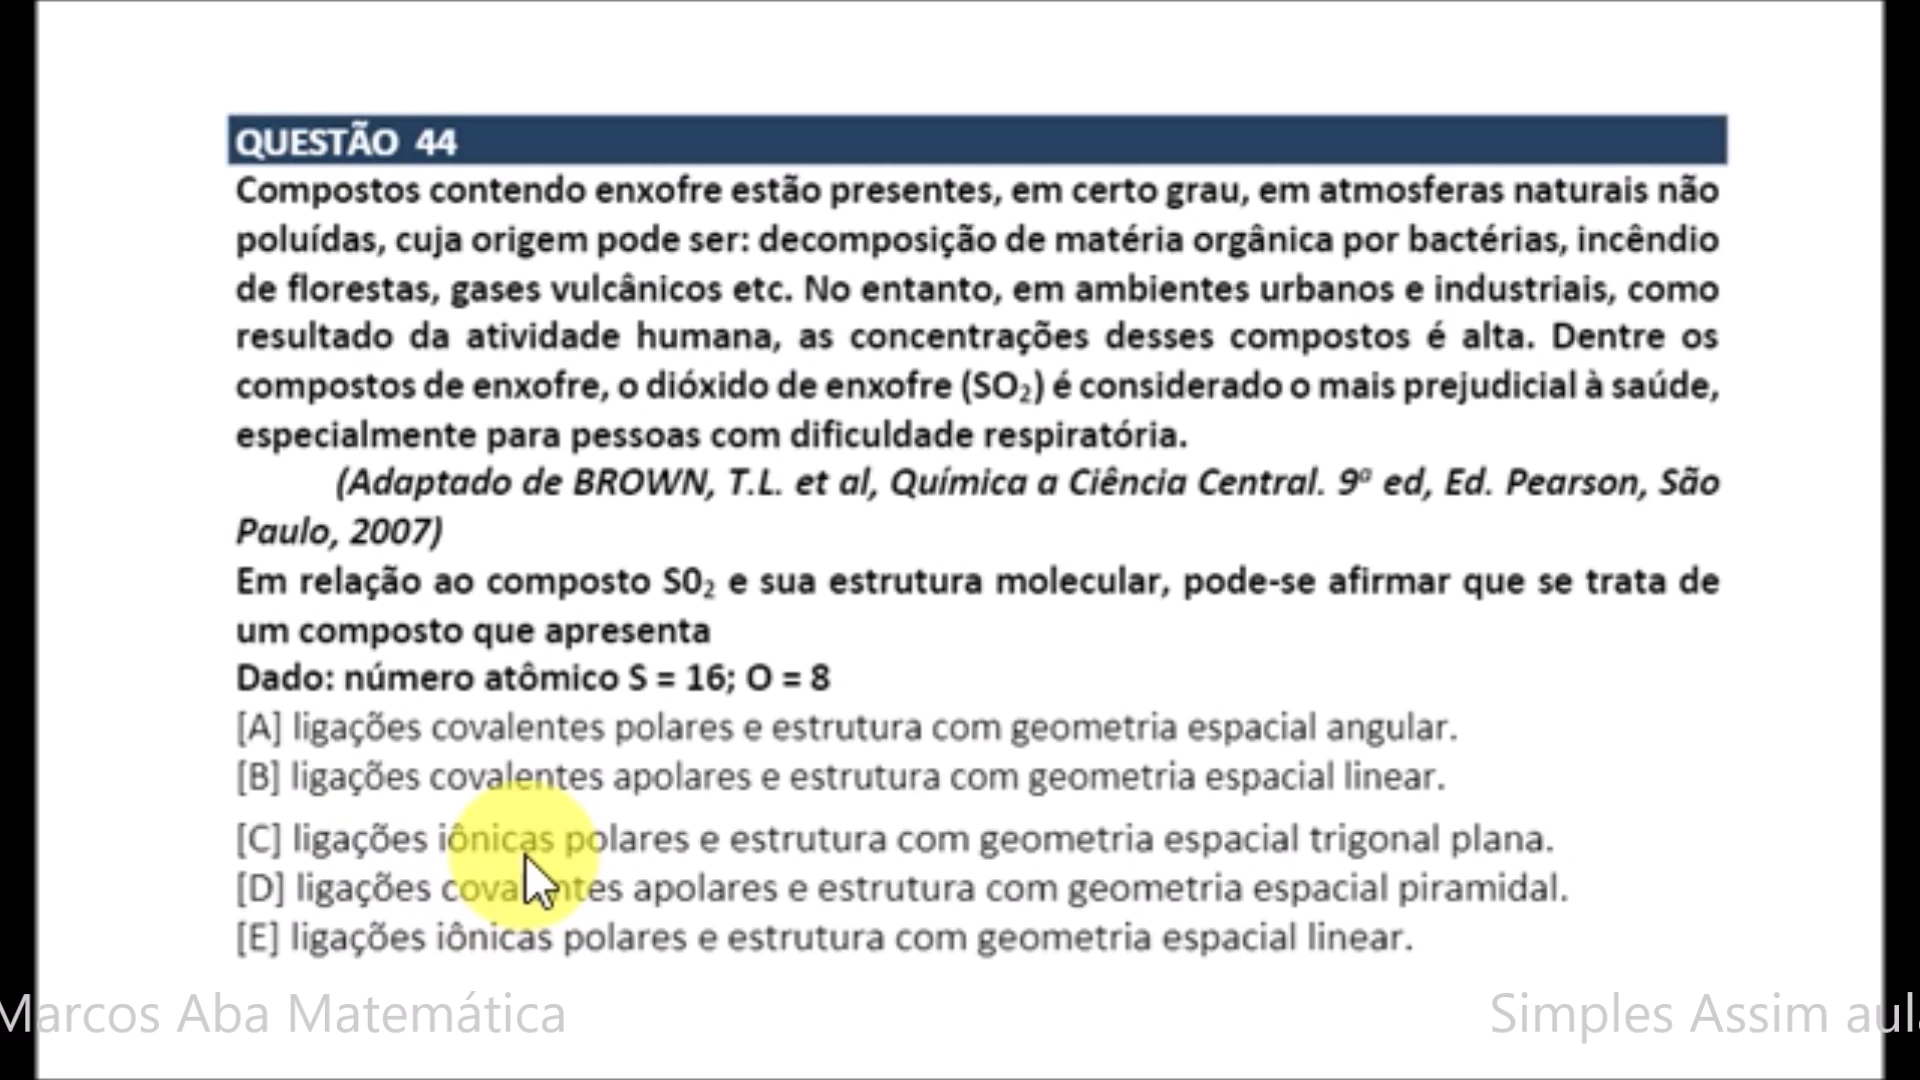 QUESTÃO 44
Compostos contendo enxofre estão presentes, em certo grau, em atmosferas naturais não
poluídas, cuja origem pode ser: decomposição de matéria orgânica por bactérias, incêndio
de florestas, gases vulcânicos etc. No entanto, em ambientes urbanos e industriais, como
resultado da atividade humana, as concentrações desses compostos é alta. Dentre os
compostos de enxofre, o dióxido de enxofre (SO₂) é considerado o mais prejudicial à saúde,
especialmente para pessoas com dificuldade respiratória.
(Adaptado de BROWN, T.L. et al, Química a Ciência Central. 9ª ed, Ed. Pearson, São
Paulo, 2007)
Em relação ao composto S0₂ e sua estrutura molecular, pode-se afirmar que se trata de
um composto que apresenta
Dado: número atômico S = 16; O = 8
[A] ligações covalentes polares e estrutura com geometria espacial angular.
[B] ligações covalentes apolares e estrutura com geometria espacial linear.
[C] ligações iônicas polares e estrutura com geometria espacial trigonal plana.
[D] ligações covalentes apolares e estrutura com geometria espacial piramidal.
[E] ligações iônicas polares e estrutura com geometria espacial linear.
Marcos Aba Matemática
Simples Assim aul